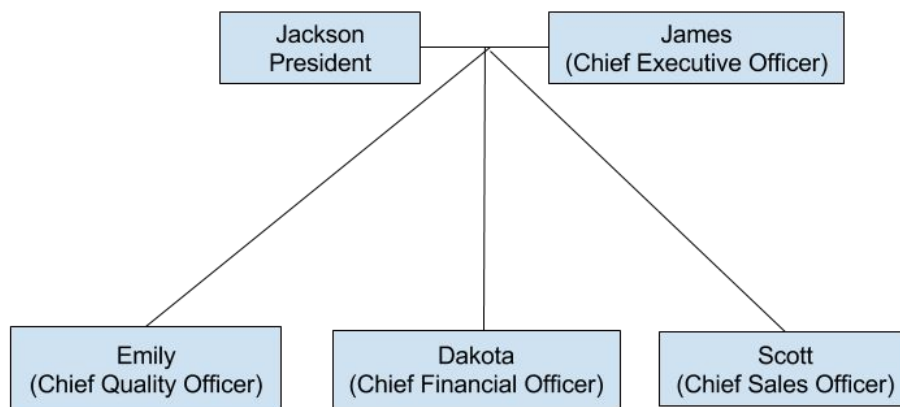 Jackson
President
James
(Chief Executive Officer)
Emily
(Chief Quality Officer)
Dakota
(Chief Financial Officer)
Scott
(Chief Sales Officer)